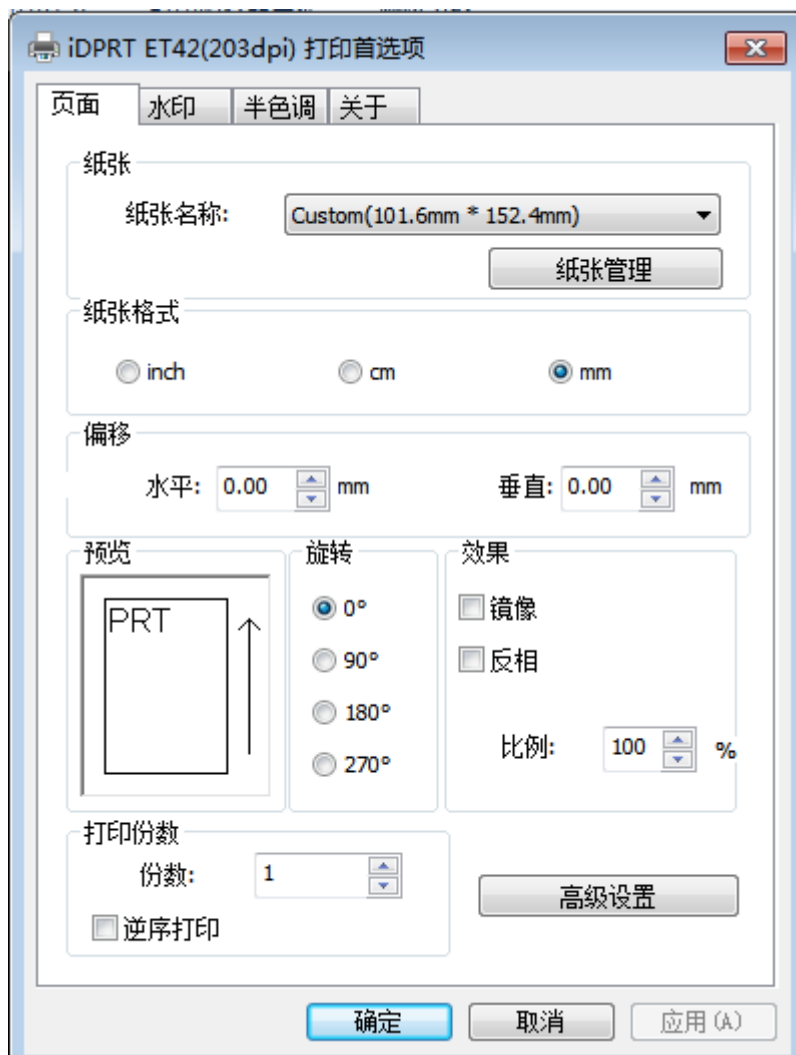 iDPRT ET42(203dpi) 打印首选项
页面 水印 半色调 关于
纸张
纸张名称: Custom(101.6mm * 152.4mm)
纸张管理
纸张格式
inch cm mm
偏移
水平: 0.00 mm 垂直: 0.00 mm
预览 旋转 效果
PRT
0° 镜像
90° 反相
180°
比例: 100 %
270°
打印份数
份数: 1
高级设置
逆序打印
确定 取消 应用(A)